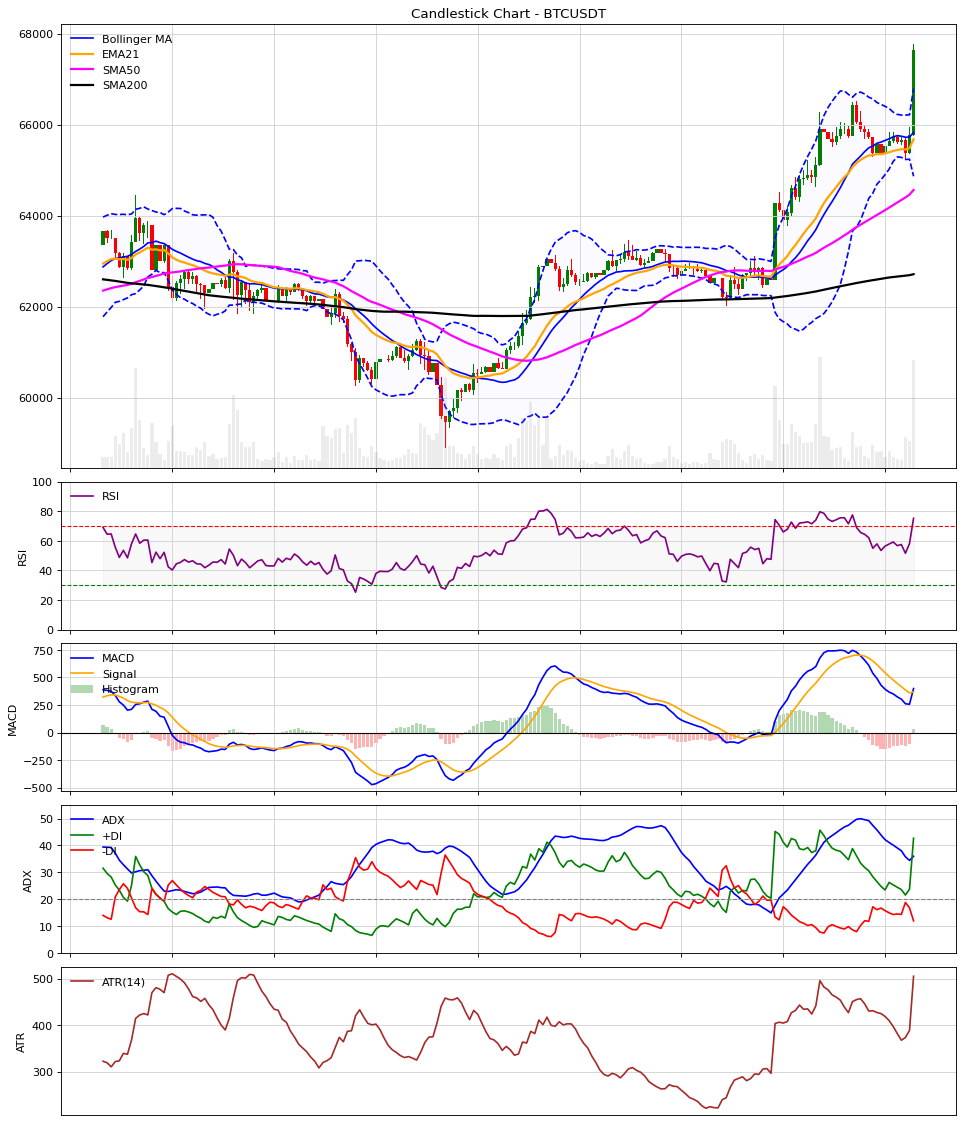 Candlestick Chart - BTCUSDT
68000
66000
64000
62000
60000
Bollinger MA
EMA21
SMA50
SMA200
100
80
60
40
20
0
RSI
RSI
750
500
250
0
−250
−500
MACD
MACD
Signal
Histogram
50
40
30
20
10
0
ADX
ADX
+DI
-DI
500
400
300
ATR
ATR(14)